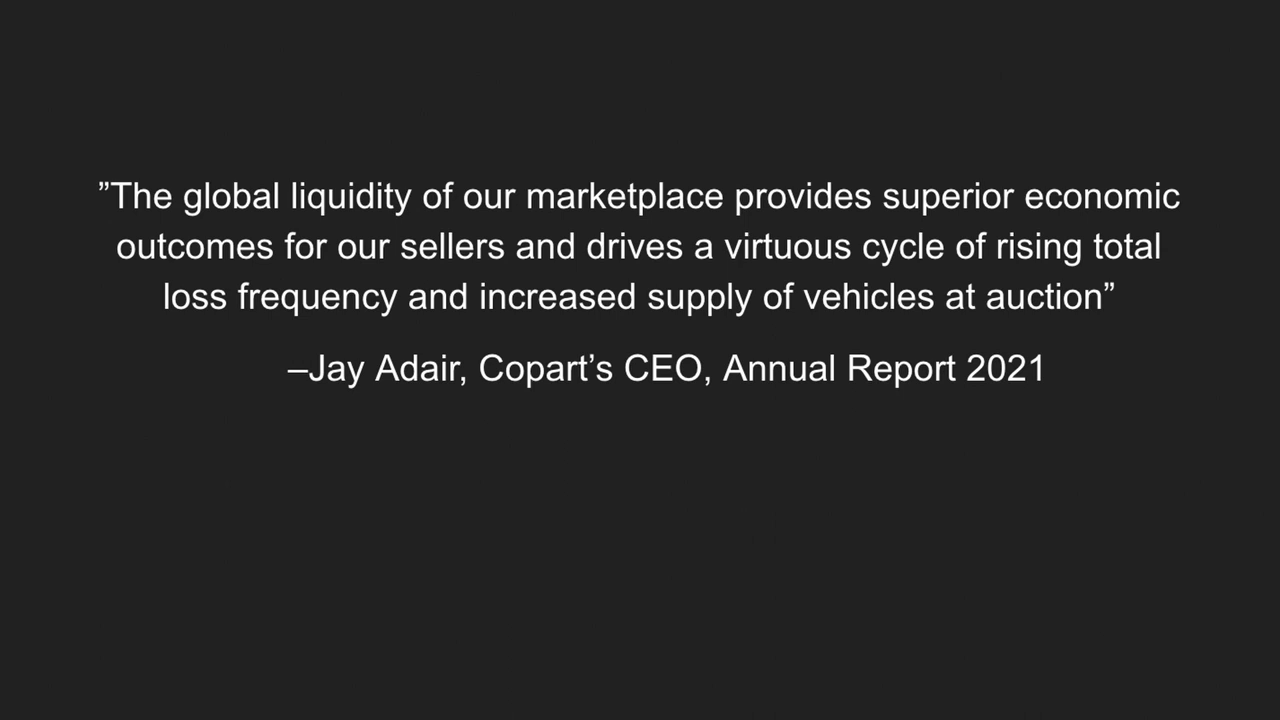 ”The global liquidity of our marketplace provides superior economic
outcomes for our sellers and drives a virtuous cycle of rising total
loss frequency and increased supply of vehicles at auction”
–Jay Adair, Copart’s CEO, Annual Report 2021